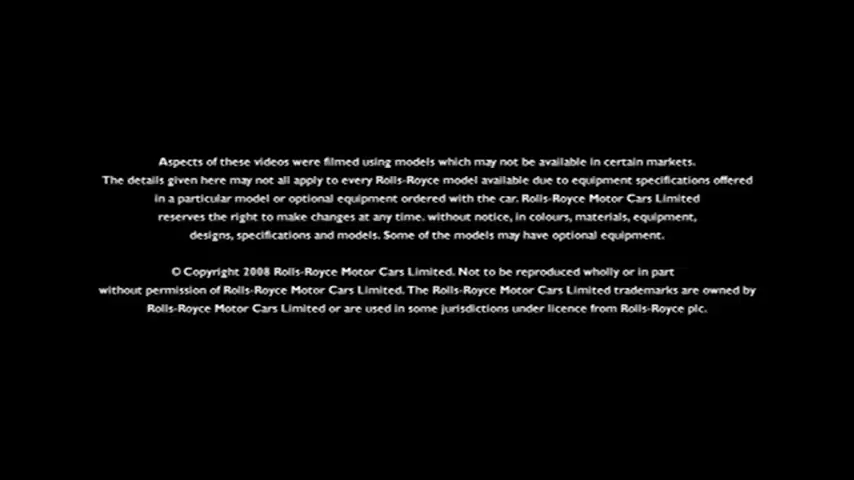 Aspects of these videos were filmed using models which may not be available in certain markets.
The details given here may not all apply to every Rolls-Royce model available due to equipment specifications offered
in a particular model or optional equipment ordered with the car. Rolls-Royce Motor Cars Limited
reserves the right to make changes at any time. without notice, in colours, materials, equipment,
designs, specifications and models. Some of the models may have optional equipment.
© Copyright 2008 Rolls-Royce Motor Cars Limited. Not to be reproduced wholly or in part
without permission of Rolls-Royce Motor Cars Limited. The Rolls-Royce Motor Cars Limited trademarks are owned by
Rolls-Royce Motor Cars Limited or are used in some jurisdictions under licence from Rolls-Royce plc.